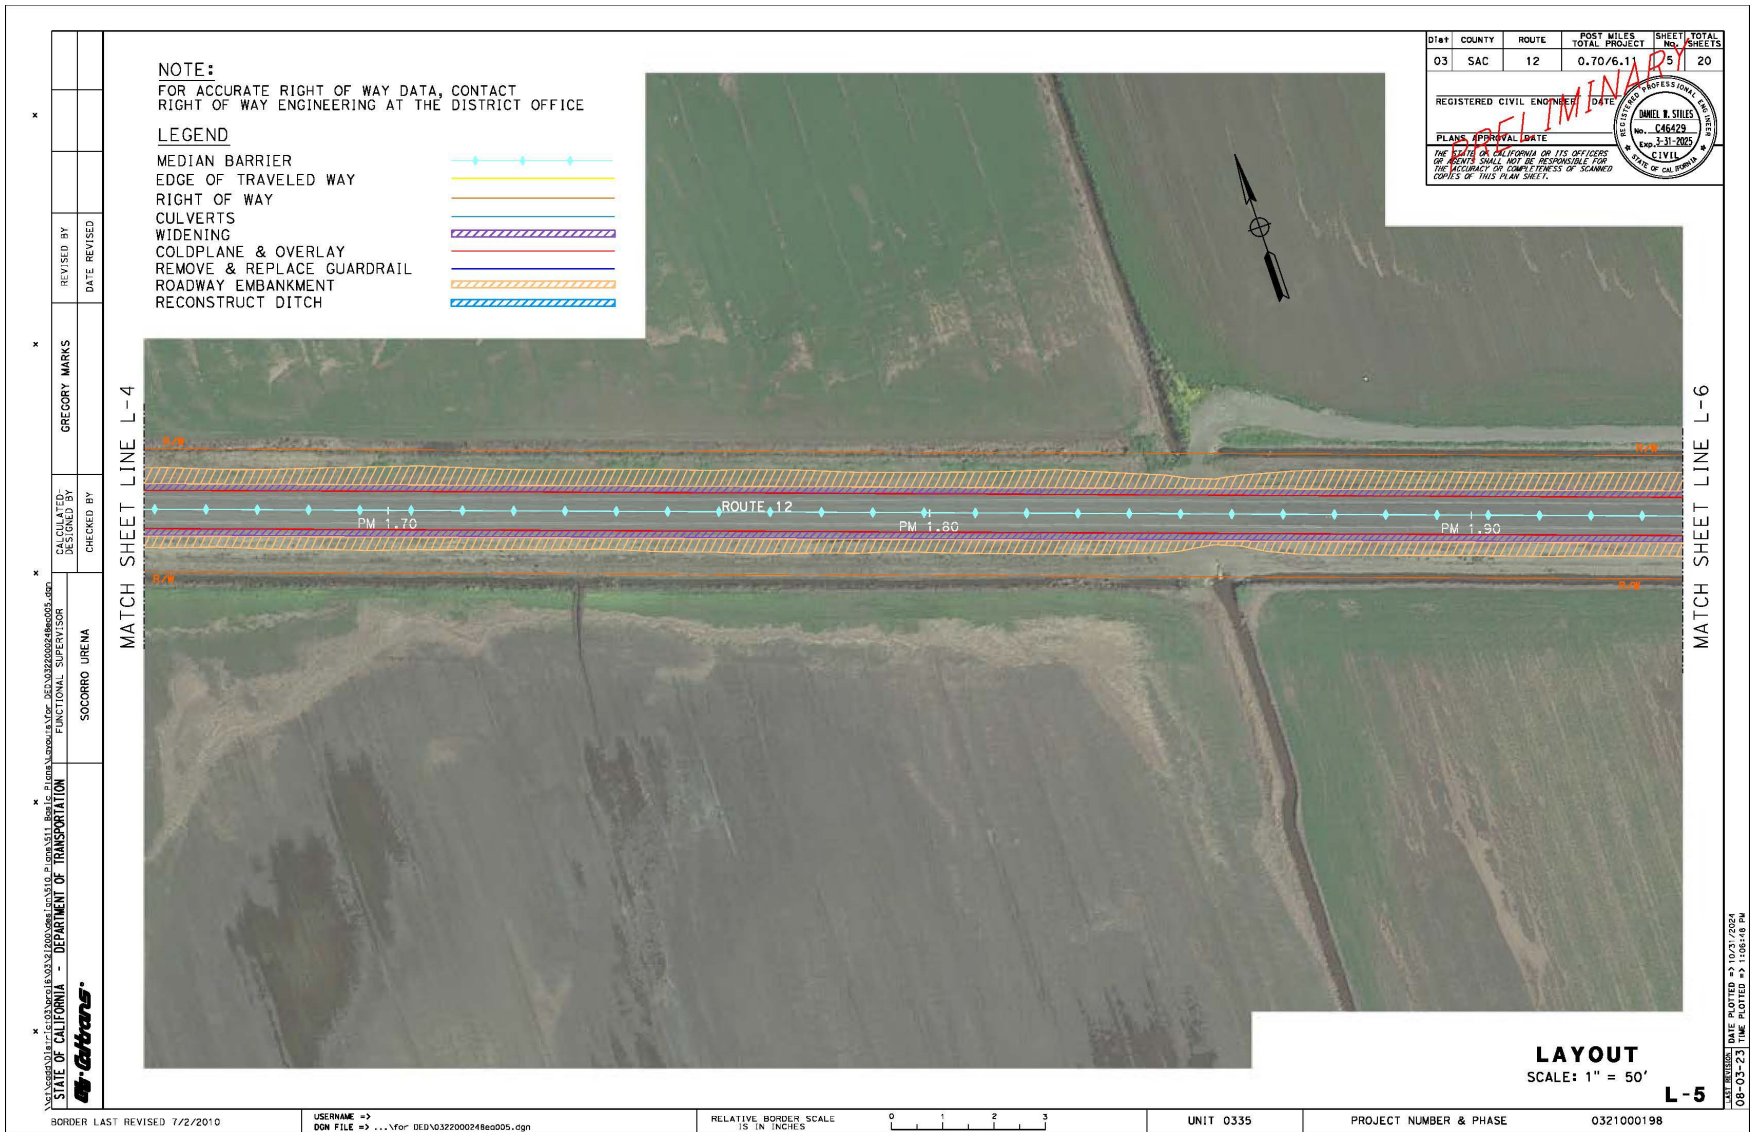 NOTE:
FOR ACCURATE RIGHT OF WAY DATA, CONTACT
RIGHT OF WAY ENGINEERING AT THE DISTRICT OFFICE
LEGEND
MEDIAN BARRIER
EDGE OF TRAVELED WAY
RIGHT OF WAY
CULVERTS
WIDENING
COLDPLANE & OVERLAY
REMOVE & REPLACE GUARDRAIL
ROADWAY EMBANKMENT
RECONSTRUCT DITCH
Dist COUNTY ROUTE POST MILES TOTAL PROJECT SHEET No. TOTAL SHEETS
03 SAC 12 0.70/6.11 5 20
REGISTERED CIVIL ENGINEER DATE
PLANS APPROVAL DATE
THE STATE OF CALIFORNIA OR ITS OFFICERS
OR AGENTS SHALL NOT BE RESPONSIBLE FOR
THE ACCURACY OR COMPLETENESS OF SCANNED
COPIES OF THIS PLAN SHEET.
PRELIMINARY
REGISTERED PROFESSIONAL ENGINEER
DANIEL W. STILES
No. C46429
Exp. 3-31-2025
CIVIL
STATE OF CALIFORNIA
MATCH SHEET LINE L-4
MATCH SHEET LINE L-6
R/W
R/W
ROUTE 12
PM 1.70
PM 1.80
PM 1.90
R/W
R/W
REVISED BY
DATE REVISED
GREGORY MARKS
CALCULATED-
DESIGNED BY
CHECKED BY
FUNCTIONAL SUPERVISOR
SOCORRO URENA
STATE OF CALIFORNIA - DEPARTMENT OF TRANSPORTATION
Caltrans
LAYOUT
SCALE: 1" = 50'
L-5
LAST REVISION
08-03-23
DATE PLOTTED => 10/31/2024
TIME PLOTTED => 1:06:48 PM
BORDER LAST REVISED 7/2/2010
USERNAME =>
DGN FILE => ...\for DED\0322000248ea005.dgn
RELATIVE BORDER SCALE
IS IN INCHES
0 1 2 3
UNIT 0335
PROJECT NUMBER & PHASE
0321000198